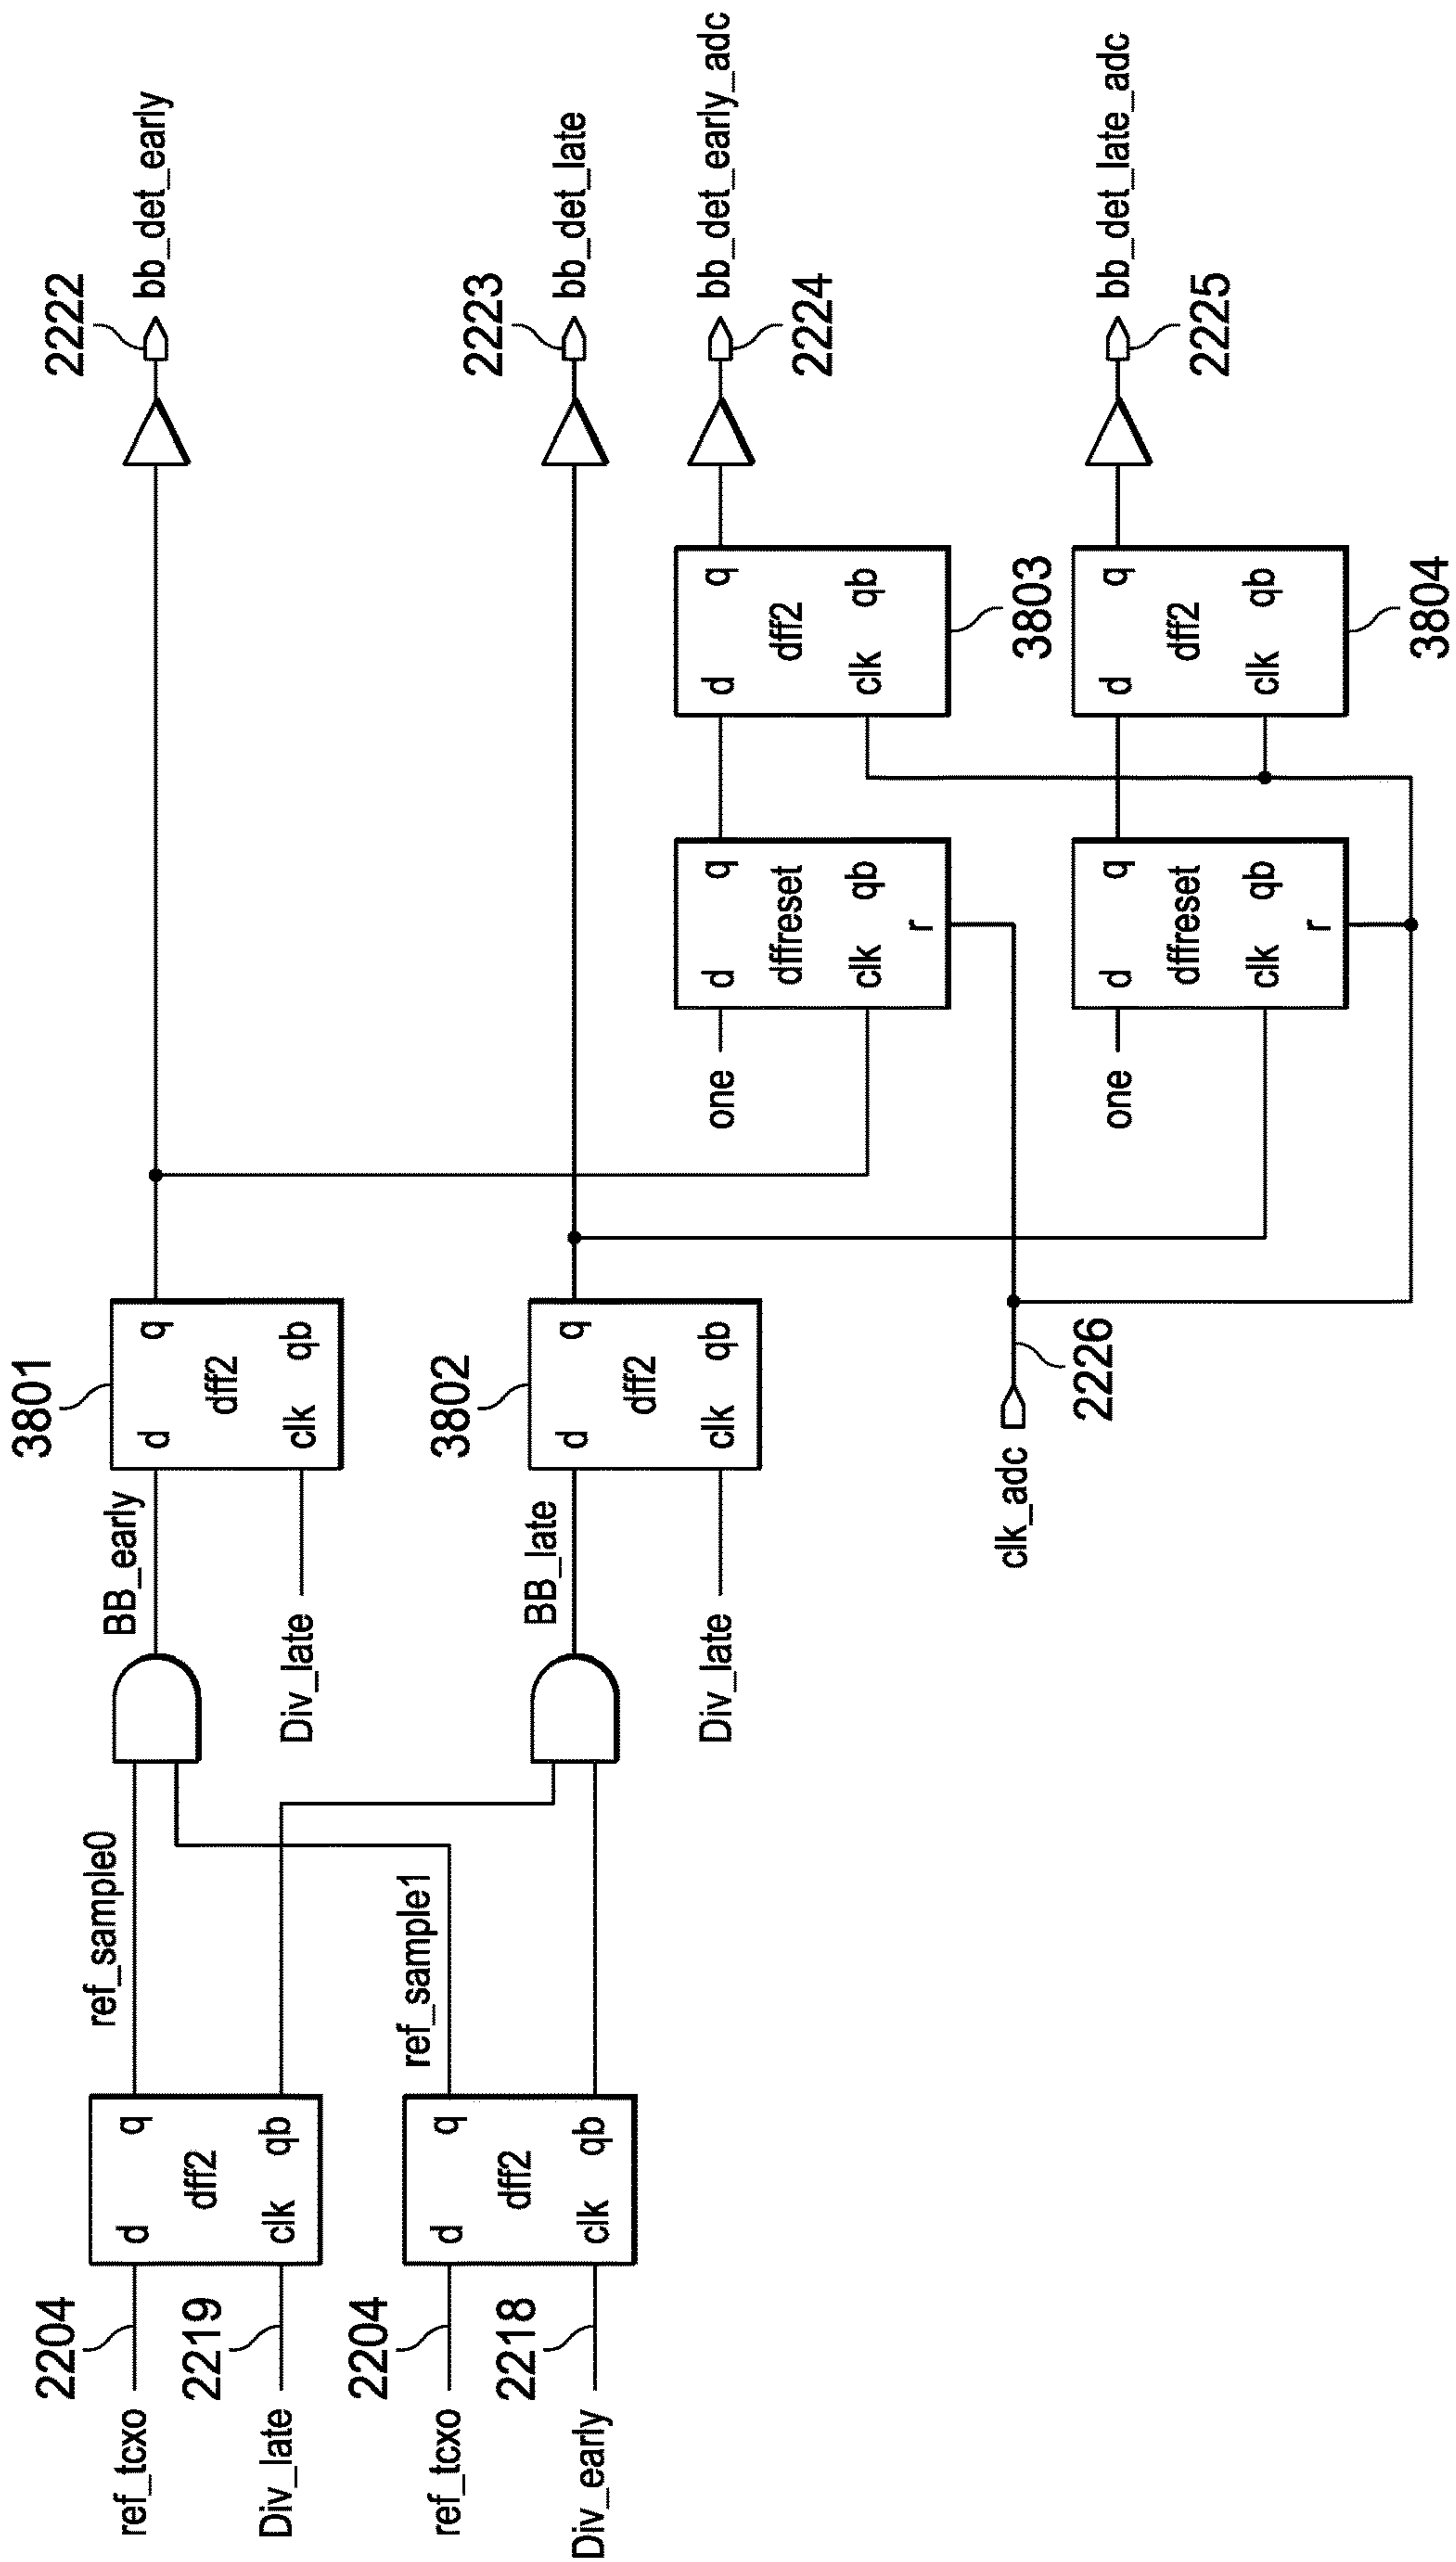 ref_tcxo
2204
Div_late
2219
d
q
dff2
clk
qb
ref_tcxo
2204
Div_early
2218
d
q
dff2
clk
qb
ref_sample0
ref_sample1
BB_early
Div_late
3801
d
q
dff2
clk
qb
BB_late
Div_late
3802
d
q
dff2
clk
qb
clk_adc
2226
one
d
q
dffreset
clk
qb
r
one
d
q
dffreset
clk
qb
r
d
q
dff2
clk
qb
3803
d
q
dff2
clk
qb
3804
2222
bb_det_early
2223
bb_det_late
2224
bb_det_early_adc
2225
bb_det_late_adc